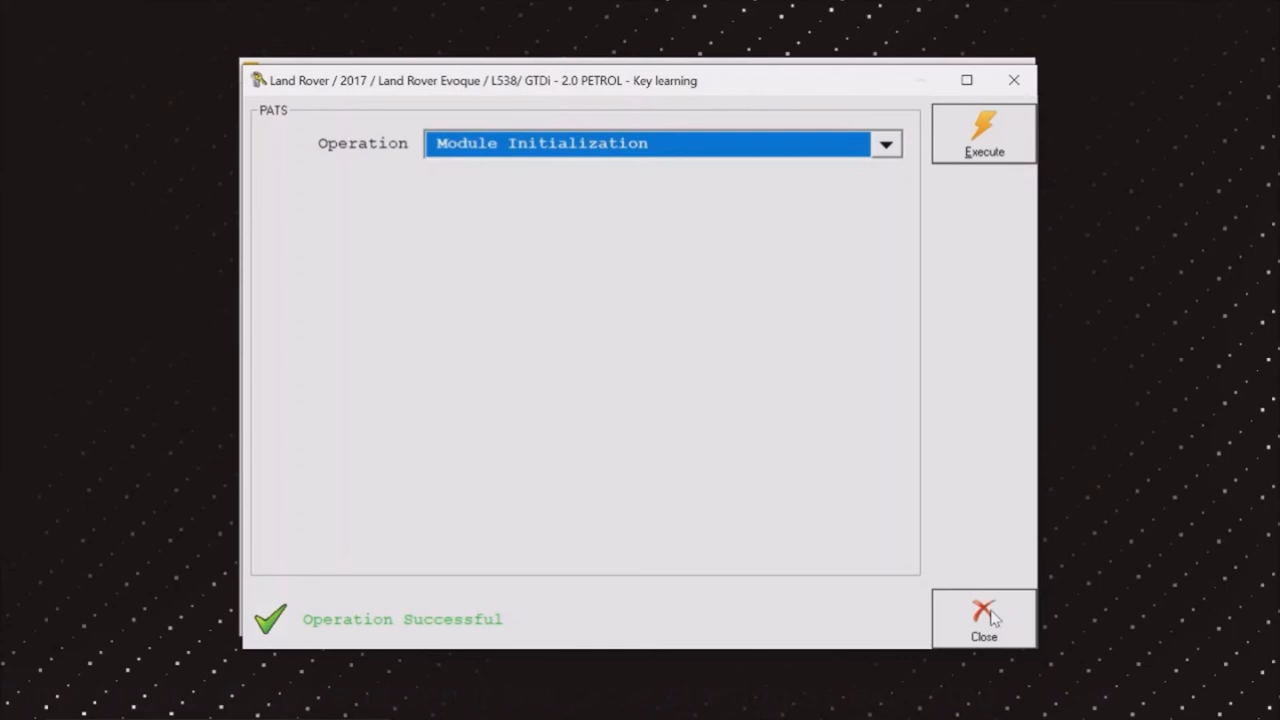 Land Rover / 2017 / Land Rover Evoque / L538/ GTDi - 2.0 PETROL - Key learning
PATS
Operation
Module Initialization
Execute
Operation Successful
Close